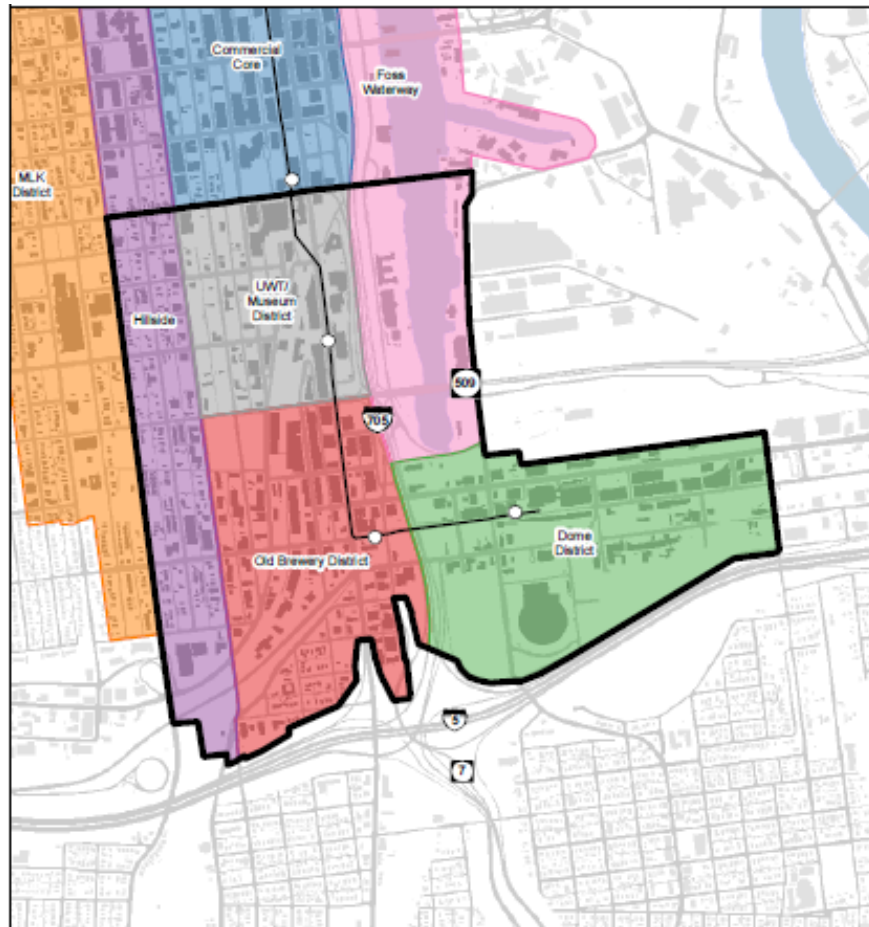 Commercial
Core
Foss
Waterway
MLK
District
UWT/
Museum
District
Hillside
509
705
Old Brewery District
Dome
District
5
7